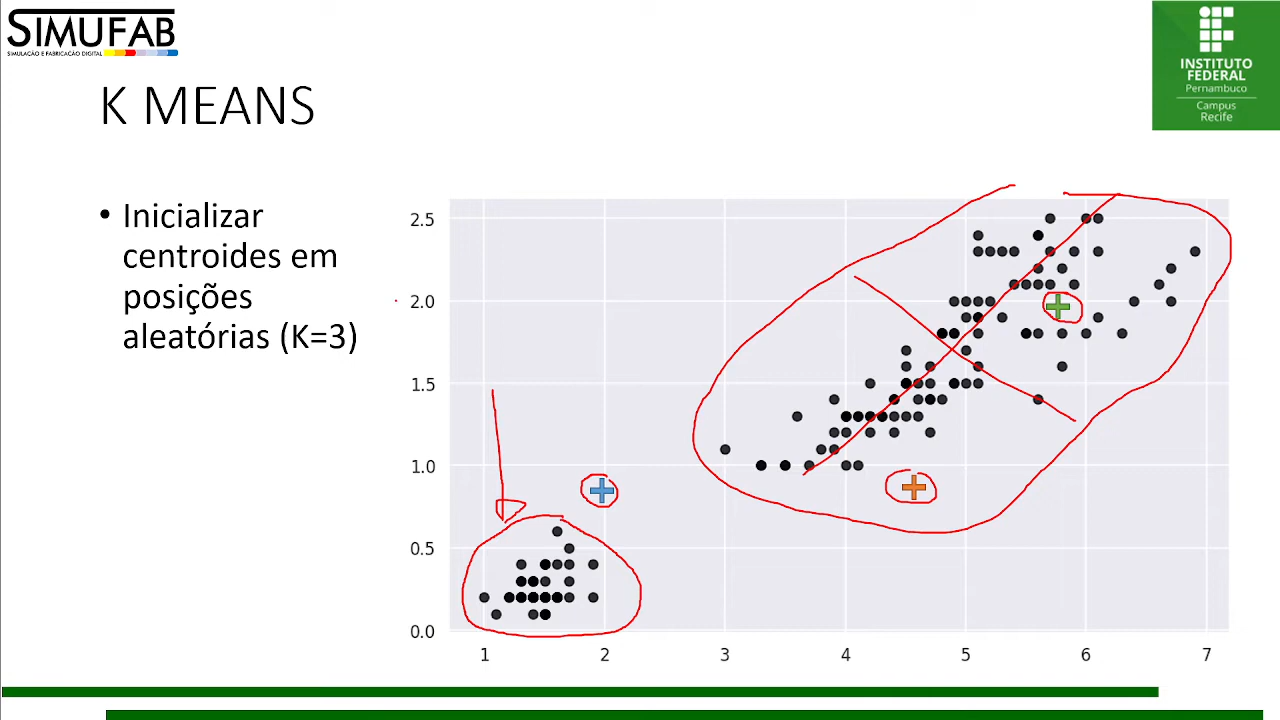 SIMUFAB
SIMULAÇÃO E FABRICAÇÃO DIGITAL
INSTITUTO
FEDERAL
Pernambuco
Campus
Recife
K MEANS
• Inicializar
centroides em
posições
aleatórias (K=3)
2.5
2.0
1.5
1.0
0.5
0.0
1 2 3 4 5 6 7